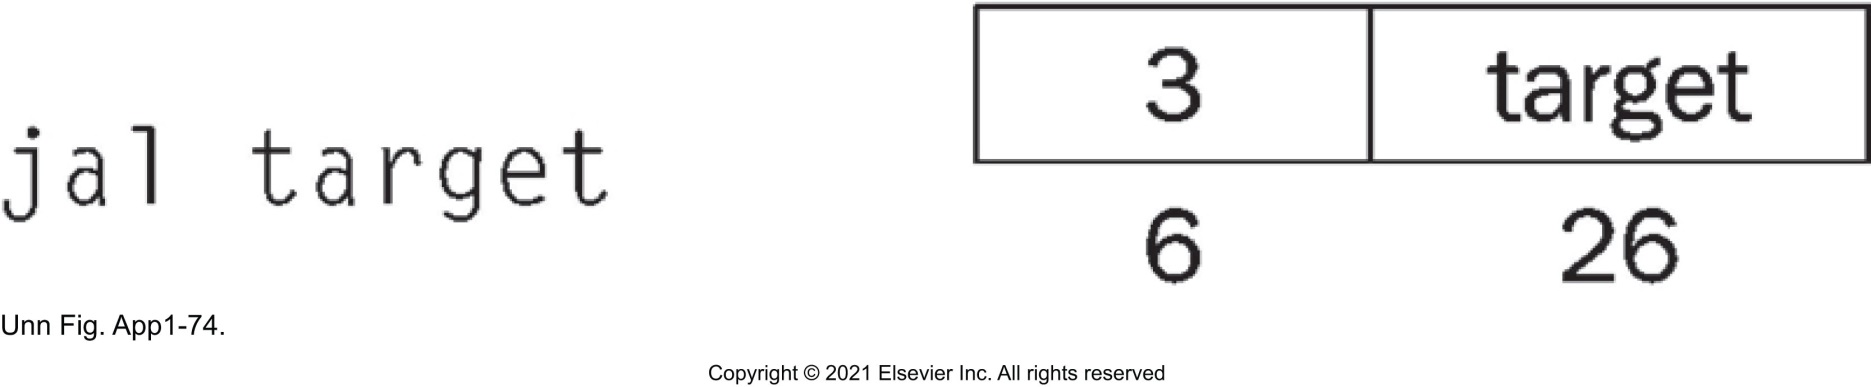 jal target
3 target
6 26
Unn Fig. App1-74.
Copyright © 2021 Elsevier Inc. All rights reserved